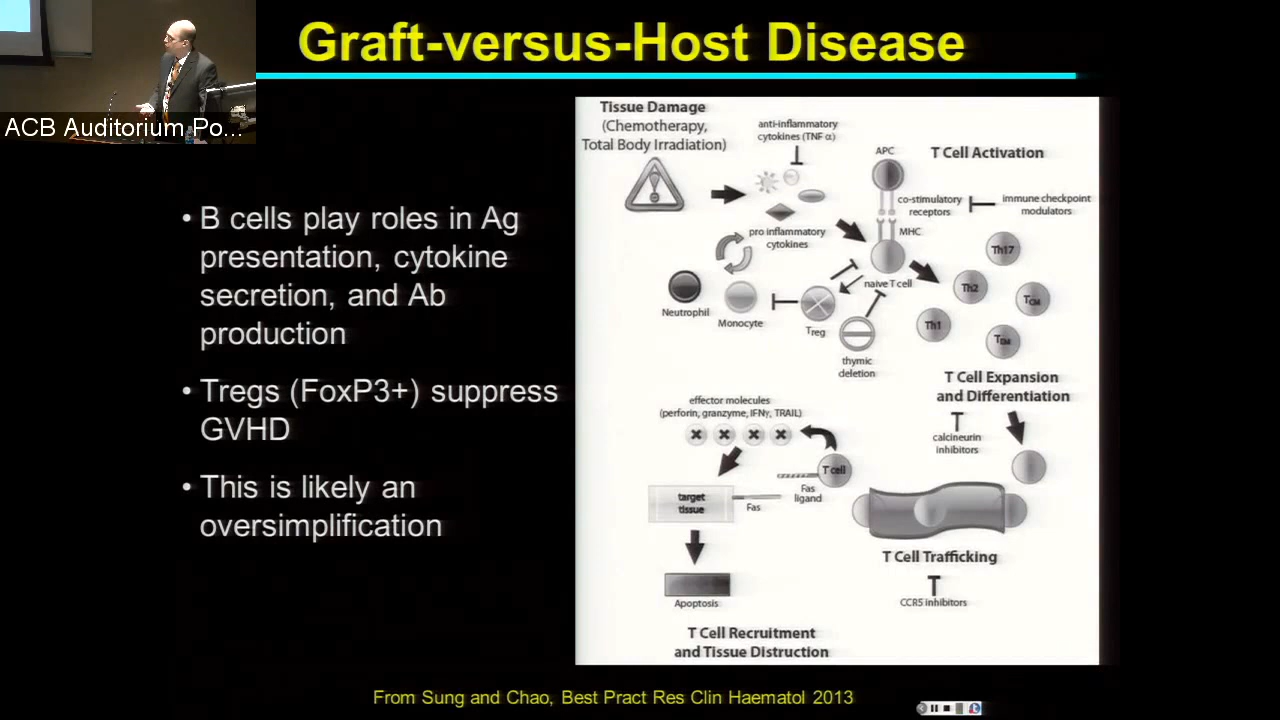 Graft-versus-Host Disease
ACB Auditorium Po...
• B cells play roles in Ag
presentation, cytokine
secretion, and Ab
production
• Tregs (FoxP3+) suppress
GVHD
• This is likely an
oversimplification
Tissue Damage
(Chemotherapy,
Total Body Irradiation)
anti-inflammatory
cytokines (TNF α)
pro inflammatory
cytokines
APC
T Cell Activation
co-stimulatory
receptors
immune checkpoint
modulators
MHC
naive T cell
Neutrophil
Monocyte
Treg
thymic
deletion
Th17
Th2
TCM
Th1
TEM
T Cell Expansion
and Differentiation
calcineurin
inhibitors
effector molecules
(perforin, granzyme, IFNγ, TRAIL)
T cell
Fas
ligand
target
tissue
Fas
Apoptosis
T Cell Trafficking
CCR5 inhibitors
T Cell Recruitment
and Tissue Distruction
From Sung and Chao, Best Pract Res Clin Haematol 2013